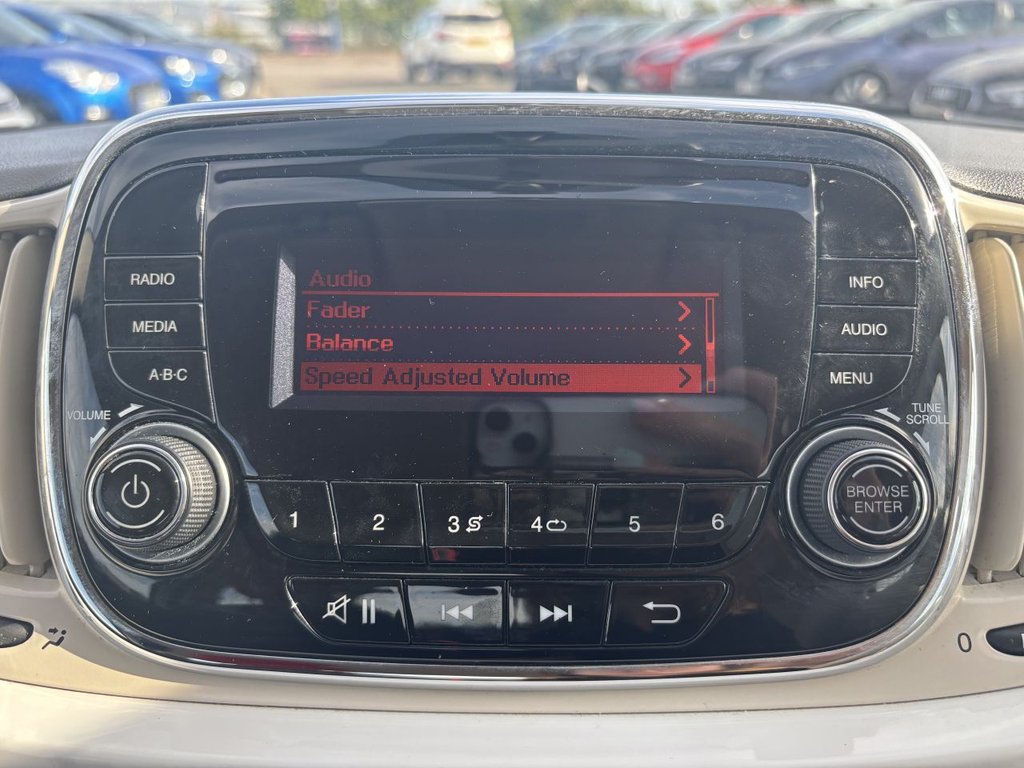 RADIO
MEDIA
A·B·C
VOLUME
Audio
Fader
Balance
Speed Adjusted Volume
INFO
AUDIO
MENU
TUNE
SCROLL
BROWSE
ENTER
1
2
3
4
5
6
0